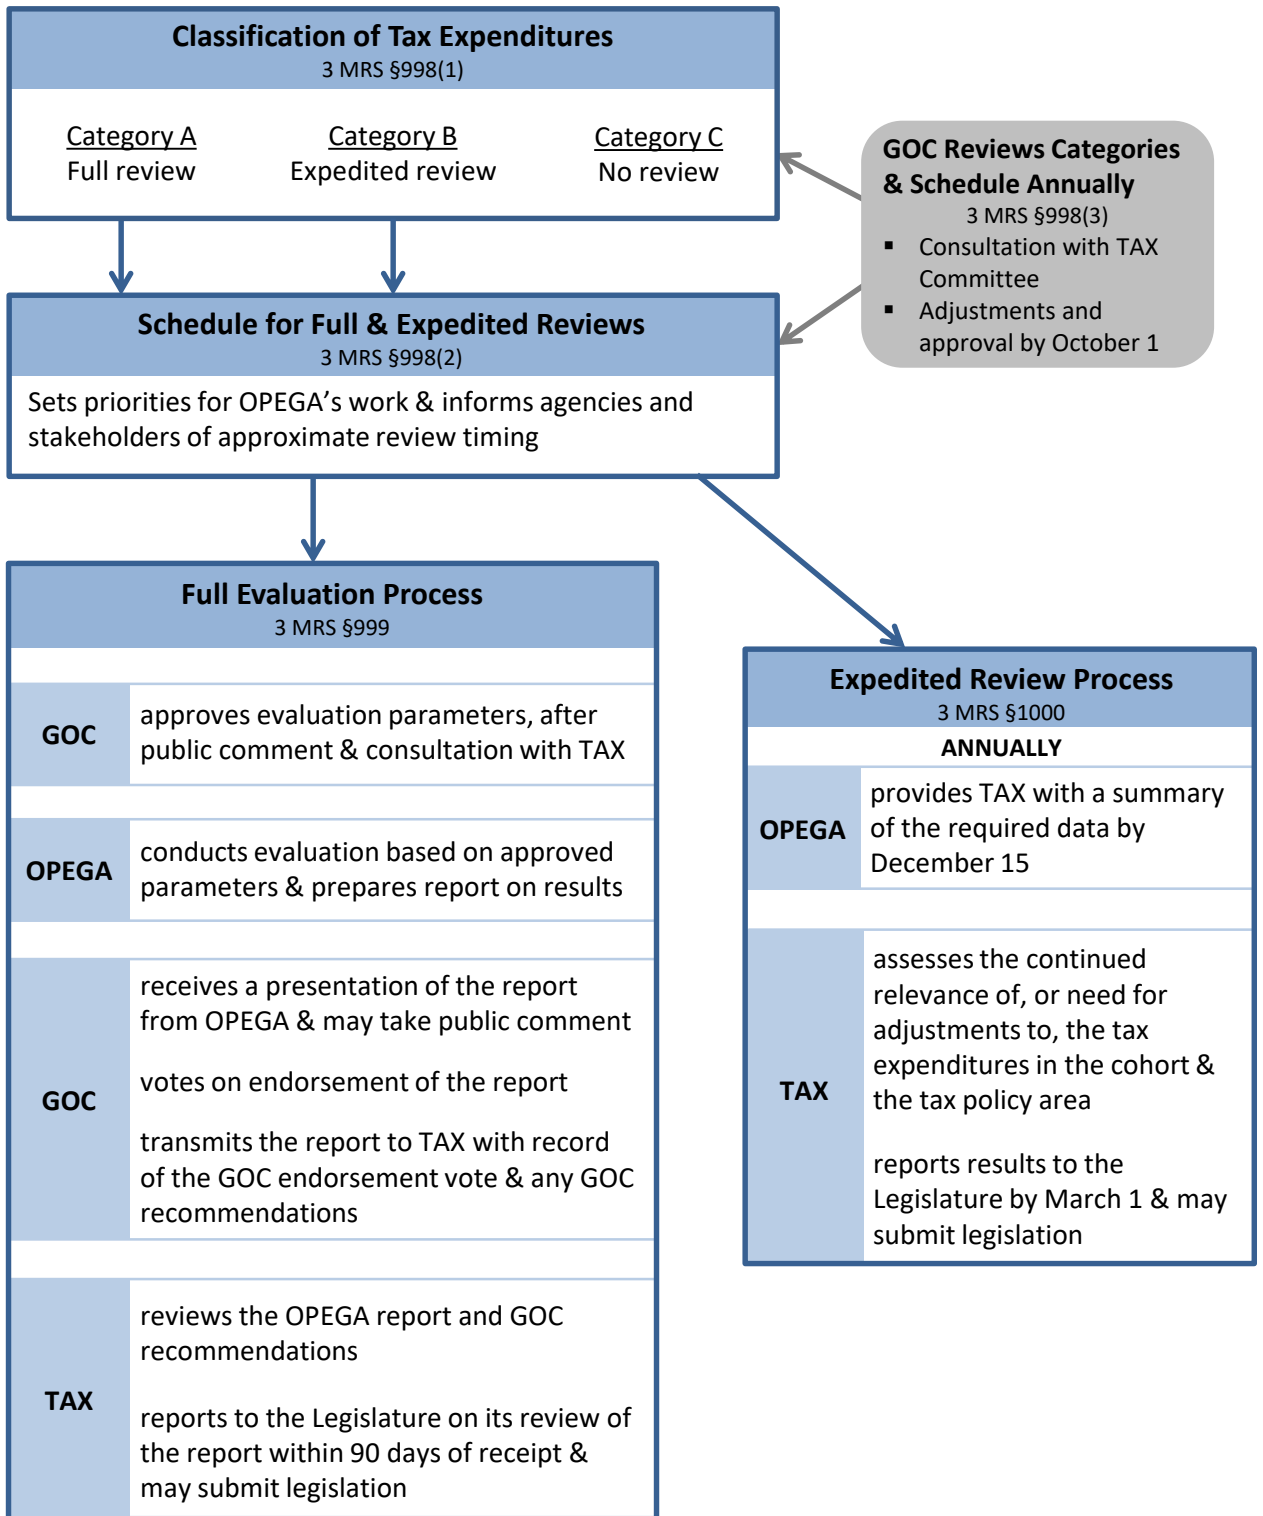 Classification of Tax Expenditures
3 MRS §998(1)
Category A
Full review
Category B
Expedited review
Category C
No review
GOC Reviews Categories
& Schedule Annually
3 MRS §998(3)
▪ Consultation with TAX
Committee
▪ Adjustments and
approval by October 1
Schedule for Full & Expedited Reviews
3 MRS §998(2)
Sets priorities for OPEGA’s work & informs agencies and
stakeholders of approximate review timing
Full Evaluation Process
3 MRS §999
GOC
approves evaluation parameters, after
public comment & consultation with TAX
OPEGA
conducts evaluation based on approved
parameters & prepares report on results
GOC
receives a presentation of the report
from OPEGA & may take public comment
votes on endorsement of the report
transmits the report to TAX with record
of the GOC endorsement vote & any GOC
recommendations
TAX
reviews the OPEGA report and GOC
recommendations
reports to the Legislature on its review of
the report within 90 days of receipt &
may submit legislation
Expedited Review Process
3 MRS §1000
ANNUALLY
OPEGA
provides TAX with a summary
of the required data by
December 15
TAX
assesses the continued
relevance of, or need for
adjustments to, the tax
expenditures in the cohort &
the tax policy area
reports results to the
Legislature by March 1 & may
submit legislation